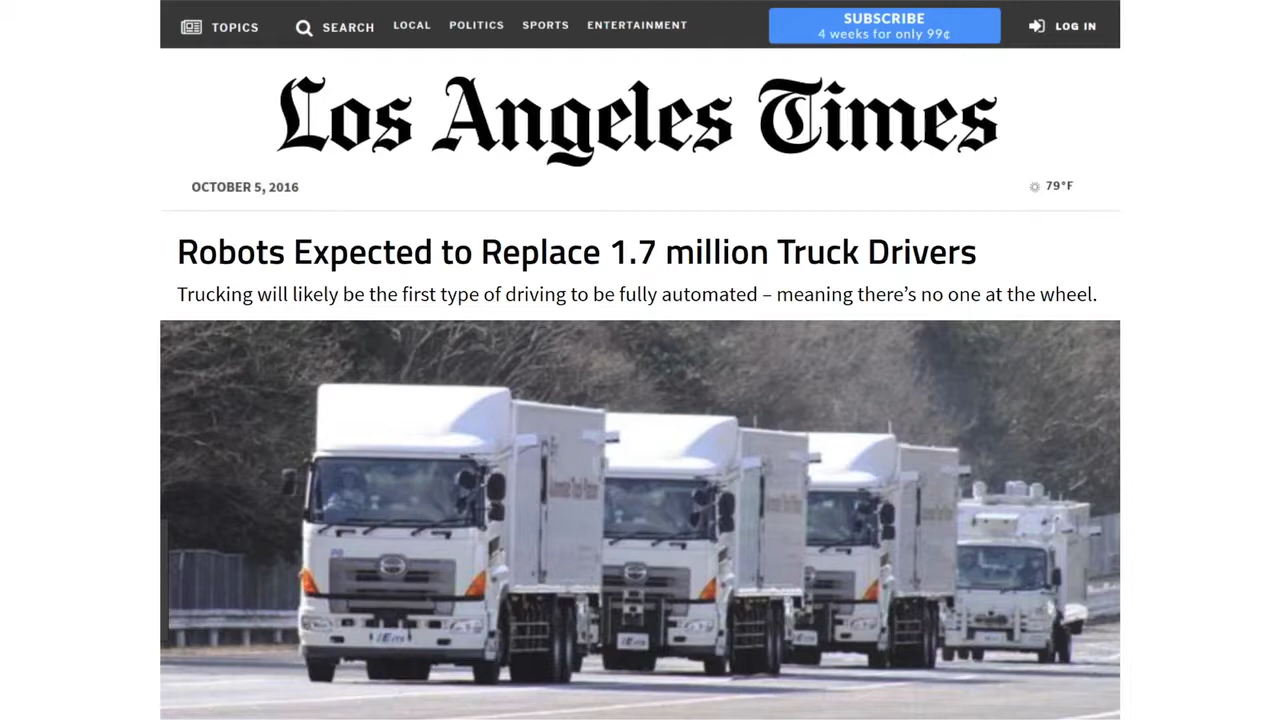 TOPICS
SEARCH
LOCAL
POLITICS
SPORTS
ENTERTAINMENT
SUBSCRIBE
4 weeks for only 99¢
LOG IN
Los Angeles Times
OCTOBER 5, 2016
79°F
Robots Expected to Replace 1.7 million Truck Drivers
Trucking will likely be the first type of driving to be fully automated – meaning there's no one at the wheel.